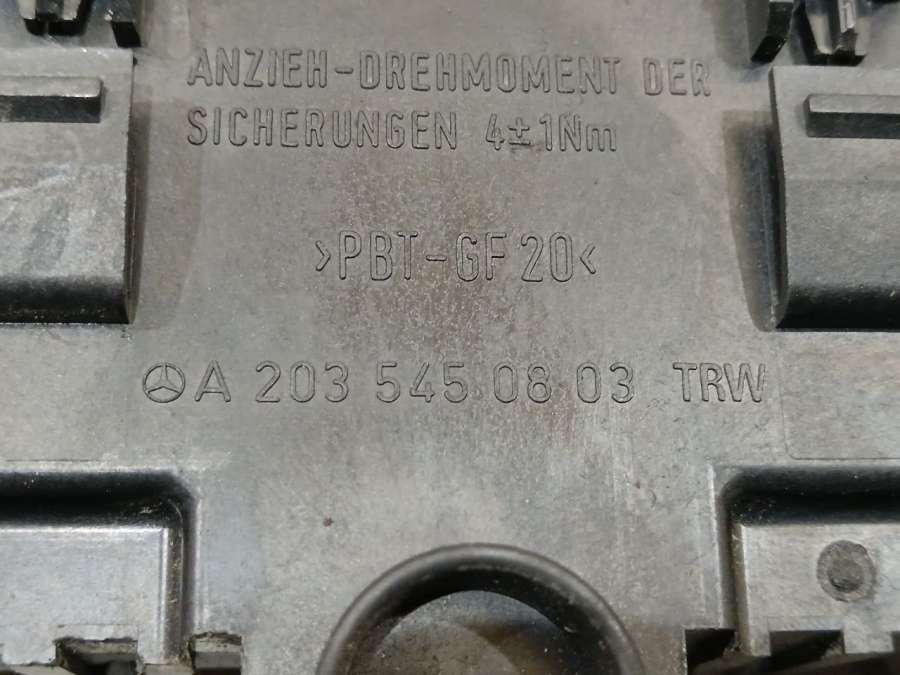 ANZIEH-DREHMOMENT DER
SICHERUNGEN 4±1Nm
>PBT-GF20<
A 203 545 08 03 TRW